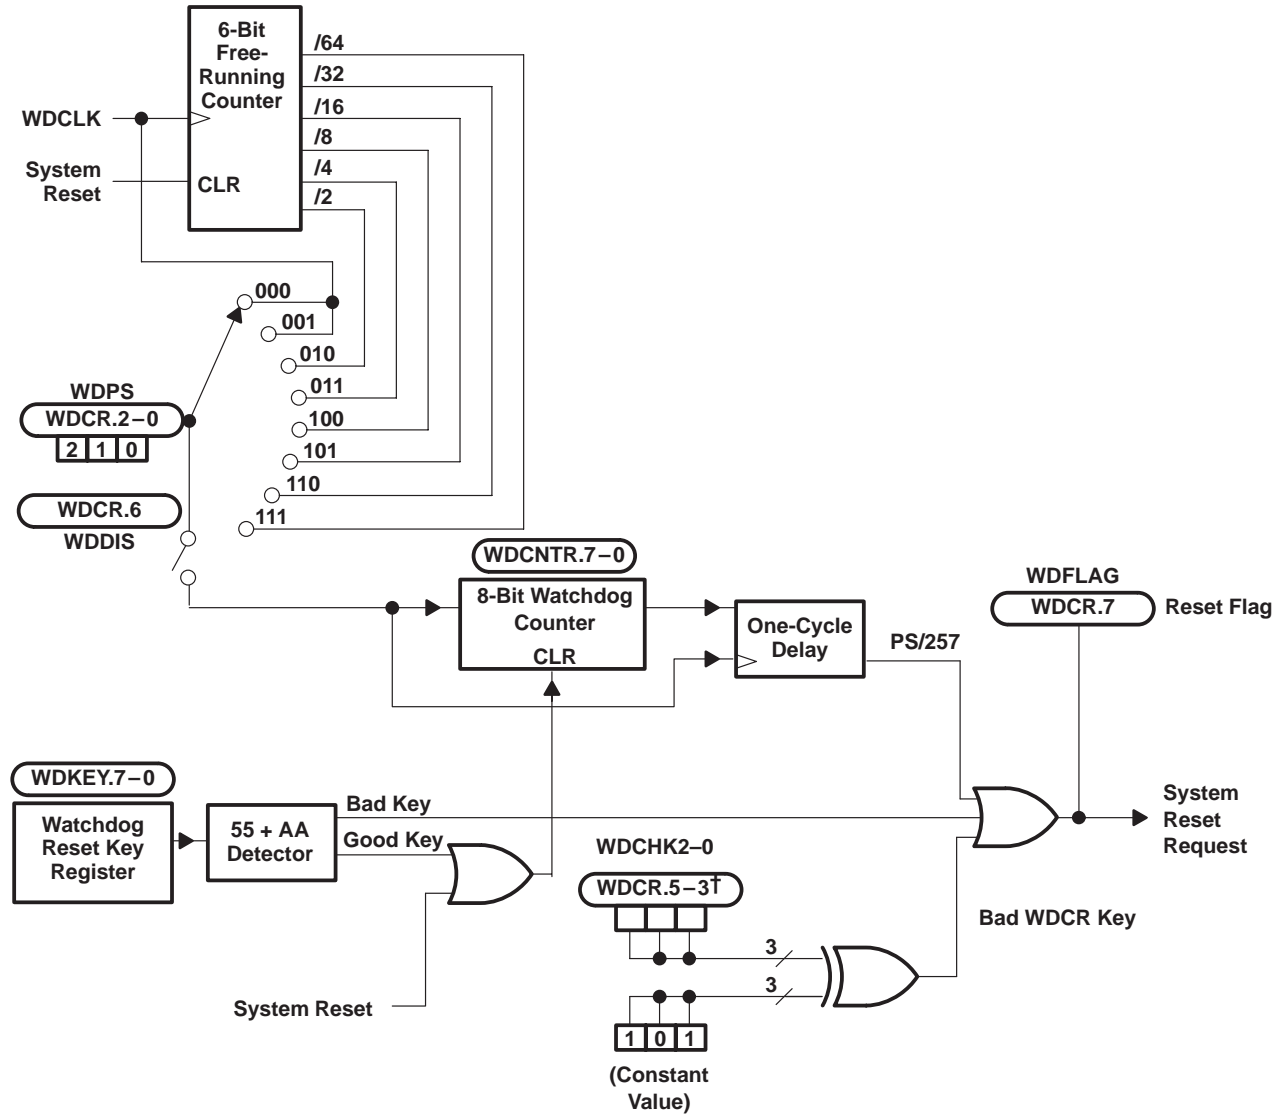 6-Bit
Free-
Running
Counter
/64
/32
/16
/8
/4
/2
WDCLK
System
Reset
CLR
000
001
010
011
100
101
110
111
WDPS
WDCR.2–0
2 1 0
WDCR.6
WDDIS
WDCNTR.7–0
8-Bit Watchdog
Counter
CLR
One-Cycle
Delay
PS/257
WDFLAG
WDCR.7
Reset Flag
WDKEY.7–0
Watchdog
Reset Key
Register
55 + AA
Detector
Bad Key
Good Key
System
Reset
Request
WDCHK2–0
WDCR.5–3†
Bad WDCR Key
3
3
System Reset
1 0 1
(Constant
Value)